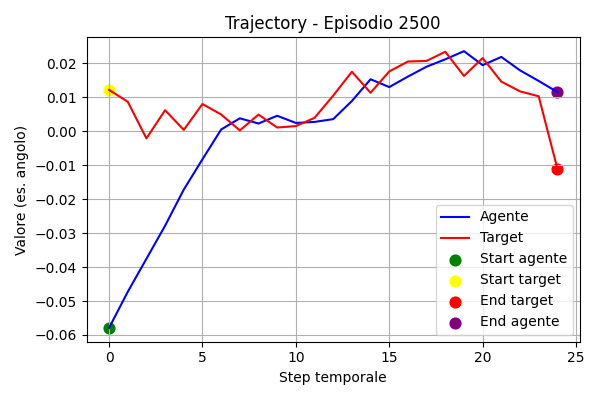 Trajectory - Episodio 2500
Valore (es. angolo)
0.02
0.01
0.00
−0.01
−0.02
−0.03
−0.04
−0.05
−0.06
0 5 10 15 20 25
Step temporale
Agente
Target
Start agente
Start target
End target
End agente